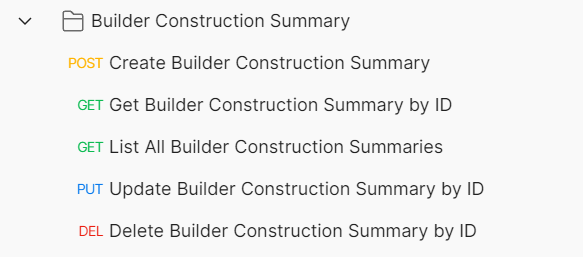 Builder Construction Summary
POST Create Builder Construction Summary
GET Get Builder Construction Summary by ID
GET List All Builder Construction Summaries
PUT Update Builder Construction Summary by ID
DEL Delete Builder Construction Summary by ID